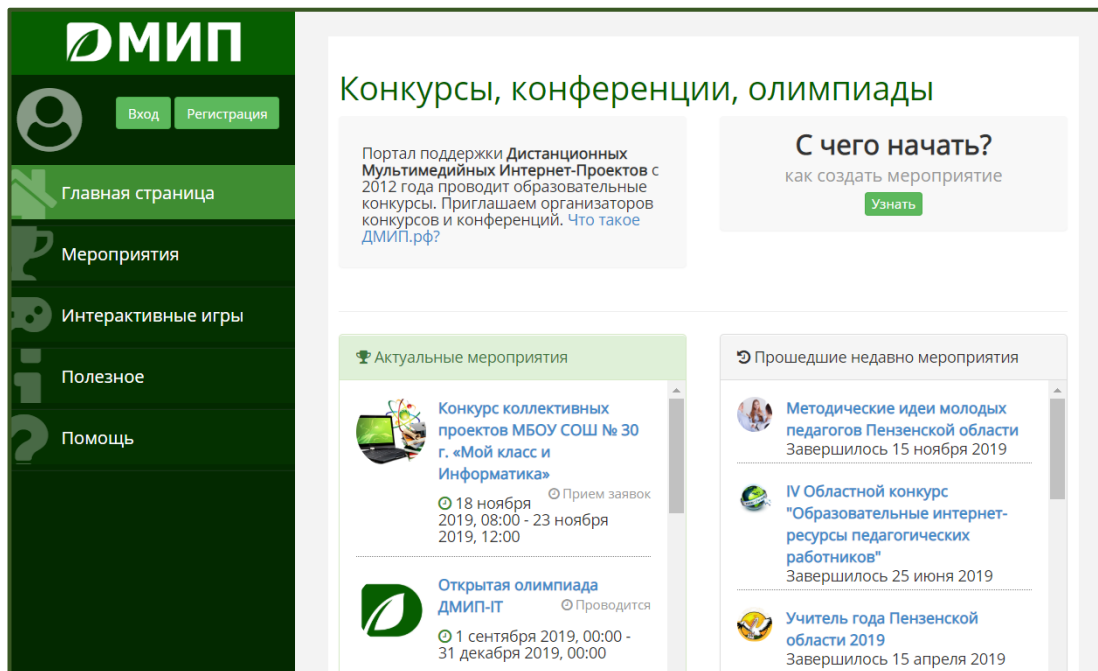 ДМИП
Вход
Регистрация
Главная страница
Мероприятия
Интерактивные игры
Полезное
Помощь
Конкурсы, конференции, олимпиады
Портал поддержки Дистанционных
Мультимедийных Интернет-Проектов с
2012 года проводит образовательные
конкурсы. Приглашаем организаторов
конкурсов и конференций. Что такое
ДМИП.рф?
С чего начать?
как создать мероприятие
Узнать
Актуальные мероприятия
Конкурс коллективных
проектов МБОУ СОШ № 30
г. «Мой класс и
Информатика»
Прием заявок
18 ноября
2019, 08:00 - 23 ноября
2019, 12:00
Открытая олимпиада
ДМИП-IT
Проводится
1 сентября 2019, 00:00 -
31 декабря 2019, 00:00
Прошедшие недавно мероприятия
Методические идеи молодых
педагогов Пензенской области
Завершилось 15 ноября 2019
IV Областной конкурс
"Образовательные интернет-
ресурсы педагогических
работников"
Завершилось 25 июня 2019
Учитель года Пензенской
области 2019
Завершилось 15 апреля 2019